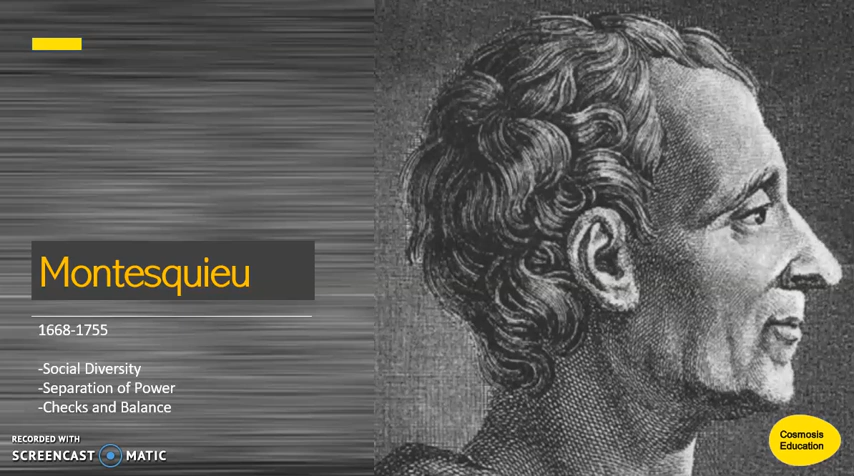 Montesquieu
1668-1755
-Social Diversity
-Separation of Power
-Checks and Balance
RECORDED WITH
SCREENCAST MATIC
Cosmosis
Education